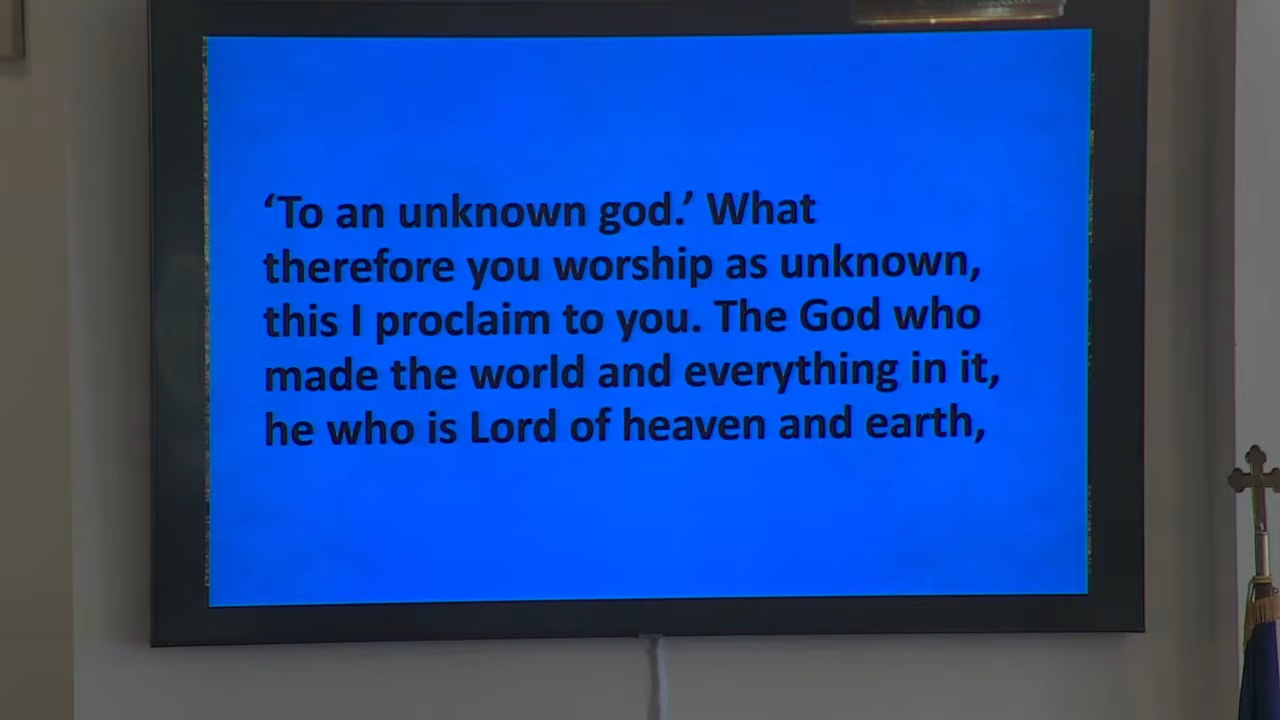 ‘To an unknown god.’ What
therefore you worship as unknown,
this I proclaim to you. The God who
made the world and everything in it,
he who is Lord of heaven and earth,